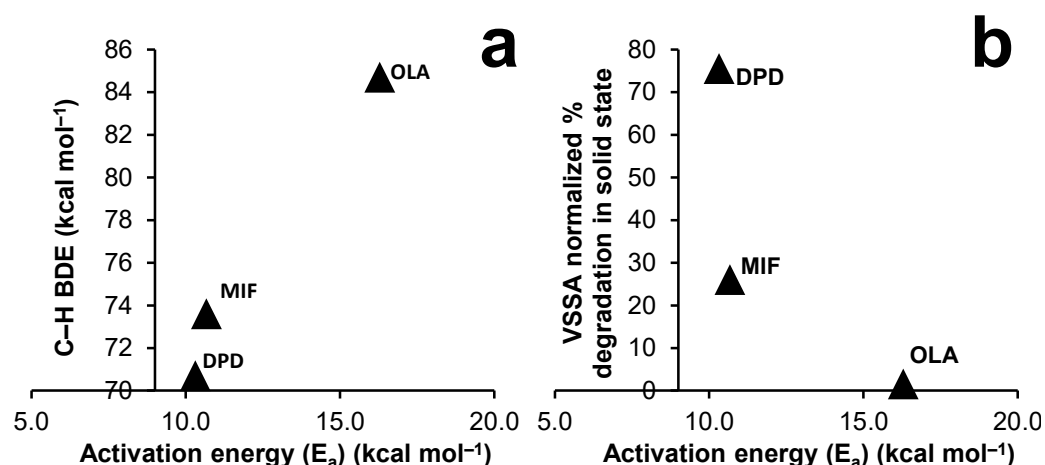 a
86
84
82
80
78
76
74
72
70
C–H BDE (kcal mol⁻¹)
OLA
MIF
DPD
5.0 10.0 15.0 20.0
Activation energy (Eₐ) (kcal mol⁻¹)
b
80
70
60
50
40
30
20
10
0
VSSA normalized %
degradation in solid state
DPD
MIF
OLA
5.0 10.0 15.0 20.0
Activation energy (Eₐ) (kcal mol⁻¹)